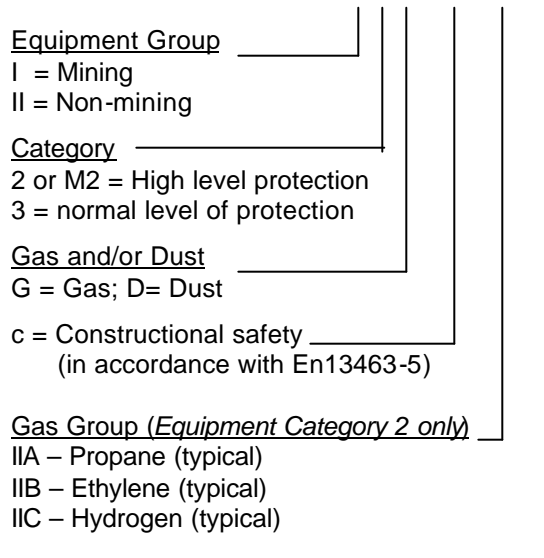 Equipment Group
I = Mining
II = Non-mining
Category
2 or M2 = High level protection
3 = normal level of protection
Gas and/or Dust
G = Gas; D= Dust
c = Constructional safety
(in accordance with En13463-5)
Gas Group (Equipment Category 2 only)
IIA – Propane (typical)
IIB – Ethylene (typical)
IIC – Hydrogen (typical)